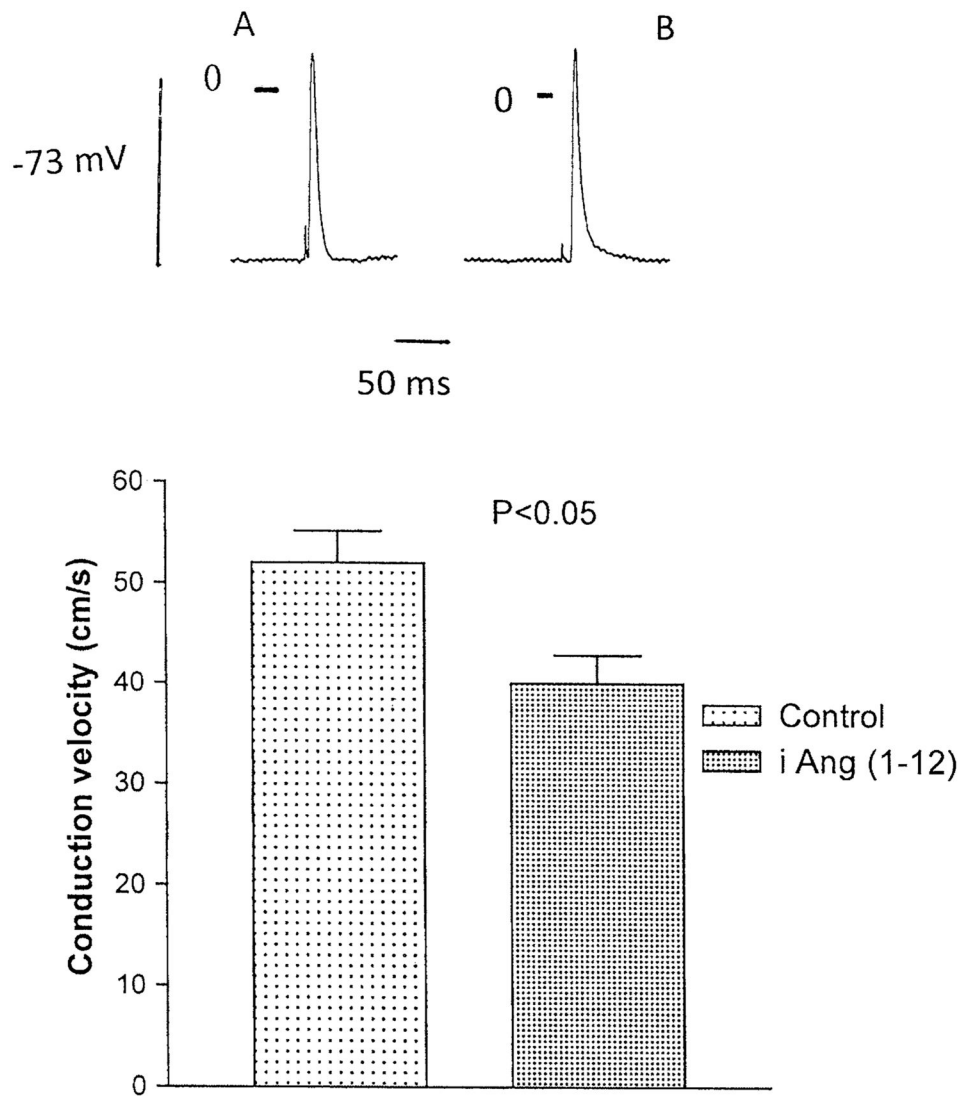 A
B
0
0
-73 mV
50 ms
60
50
40
30
20
10
0
Conduction velocity (cm/s)
P<0.05
Control
i Ang (1-12)